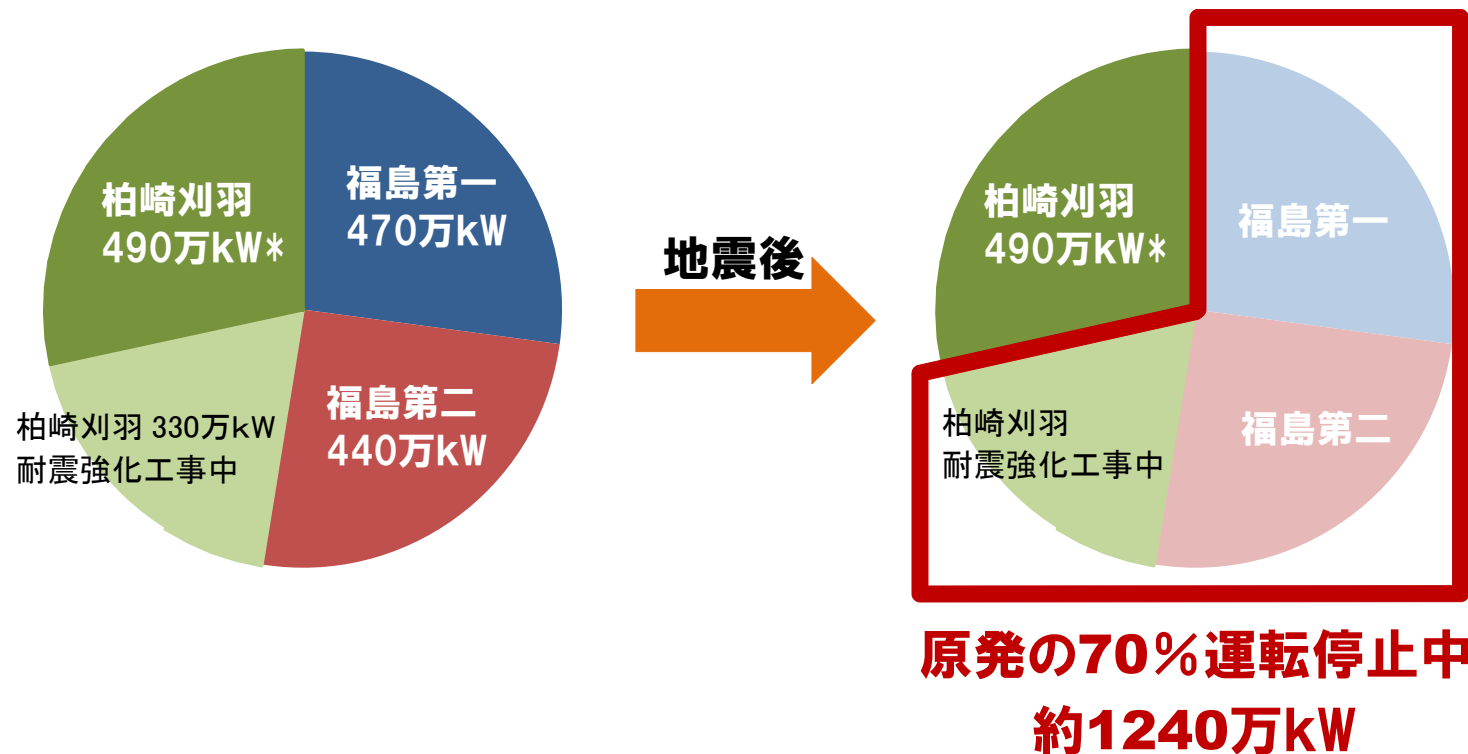 柏崎刈羽
490万kW*
福島第一
470万kW
福島第二
440万kW
柏崎刈羽 330万kW
耐震強化工事中
地震後
柏崎刈羽
490万kW*
福島第一
福島第二
柏崎刈羽
耐震強化工事中
原発の70%運転停止中
約1240万kW